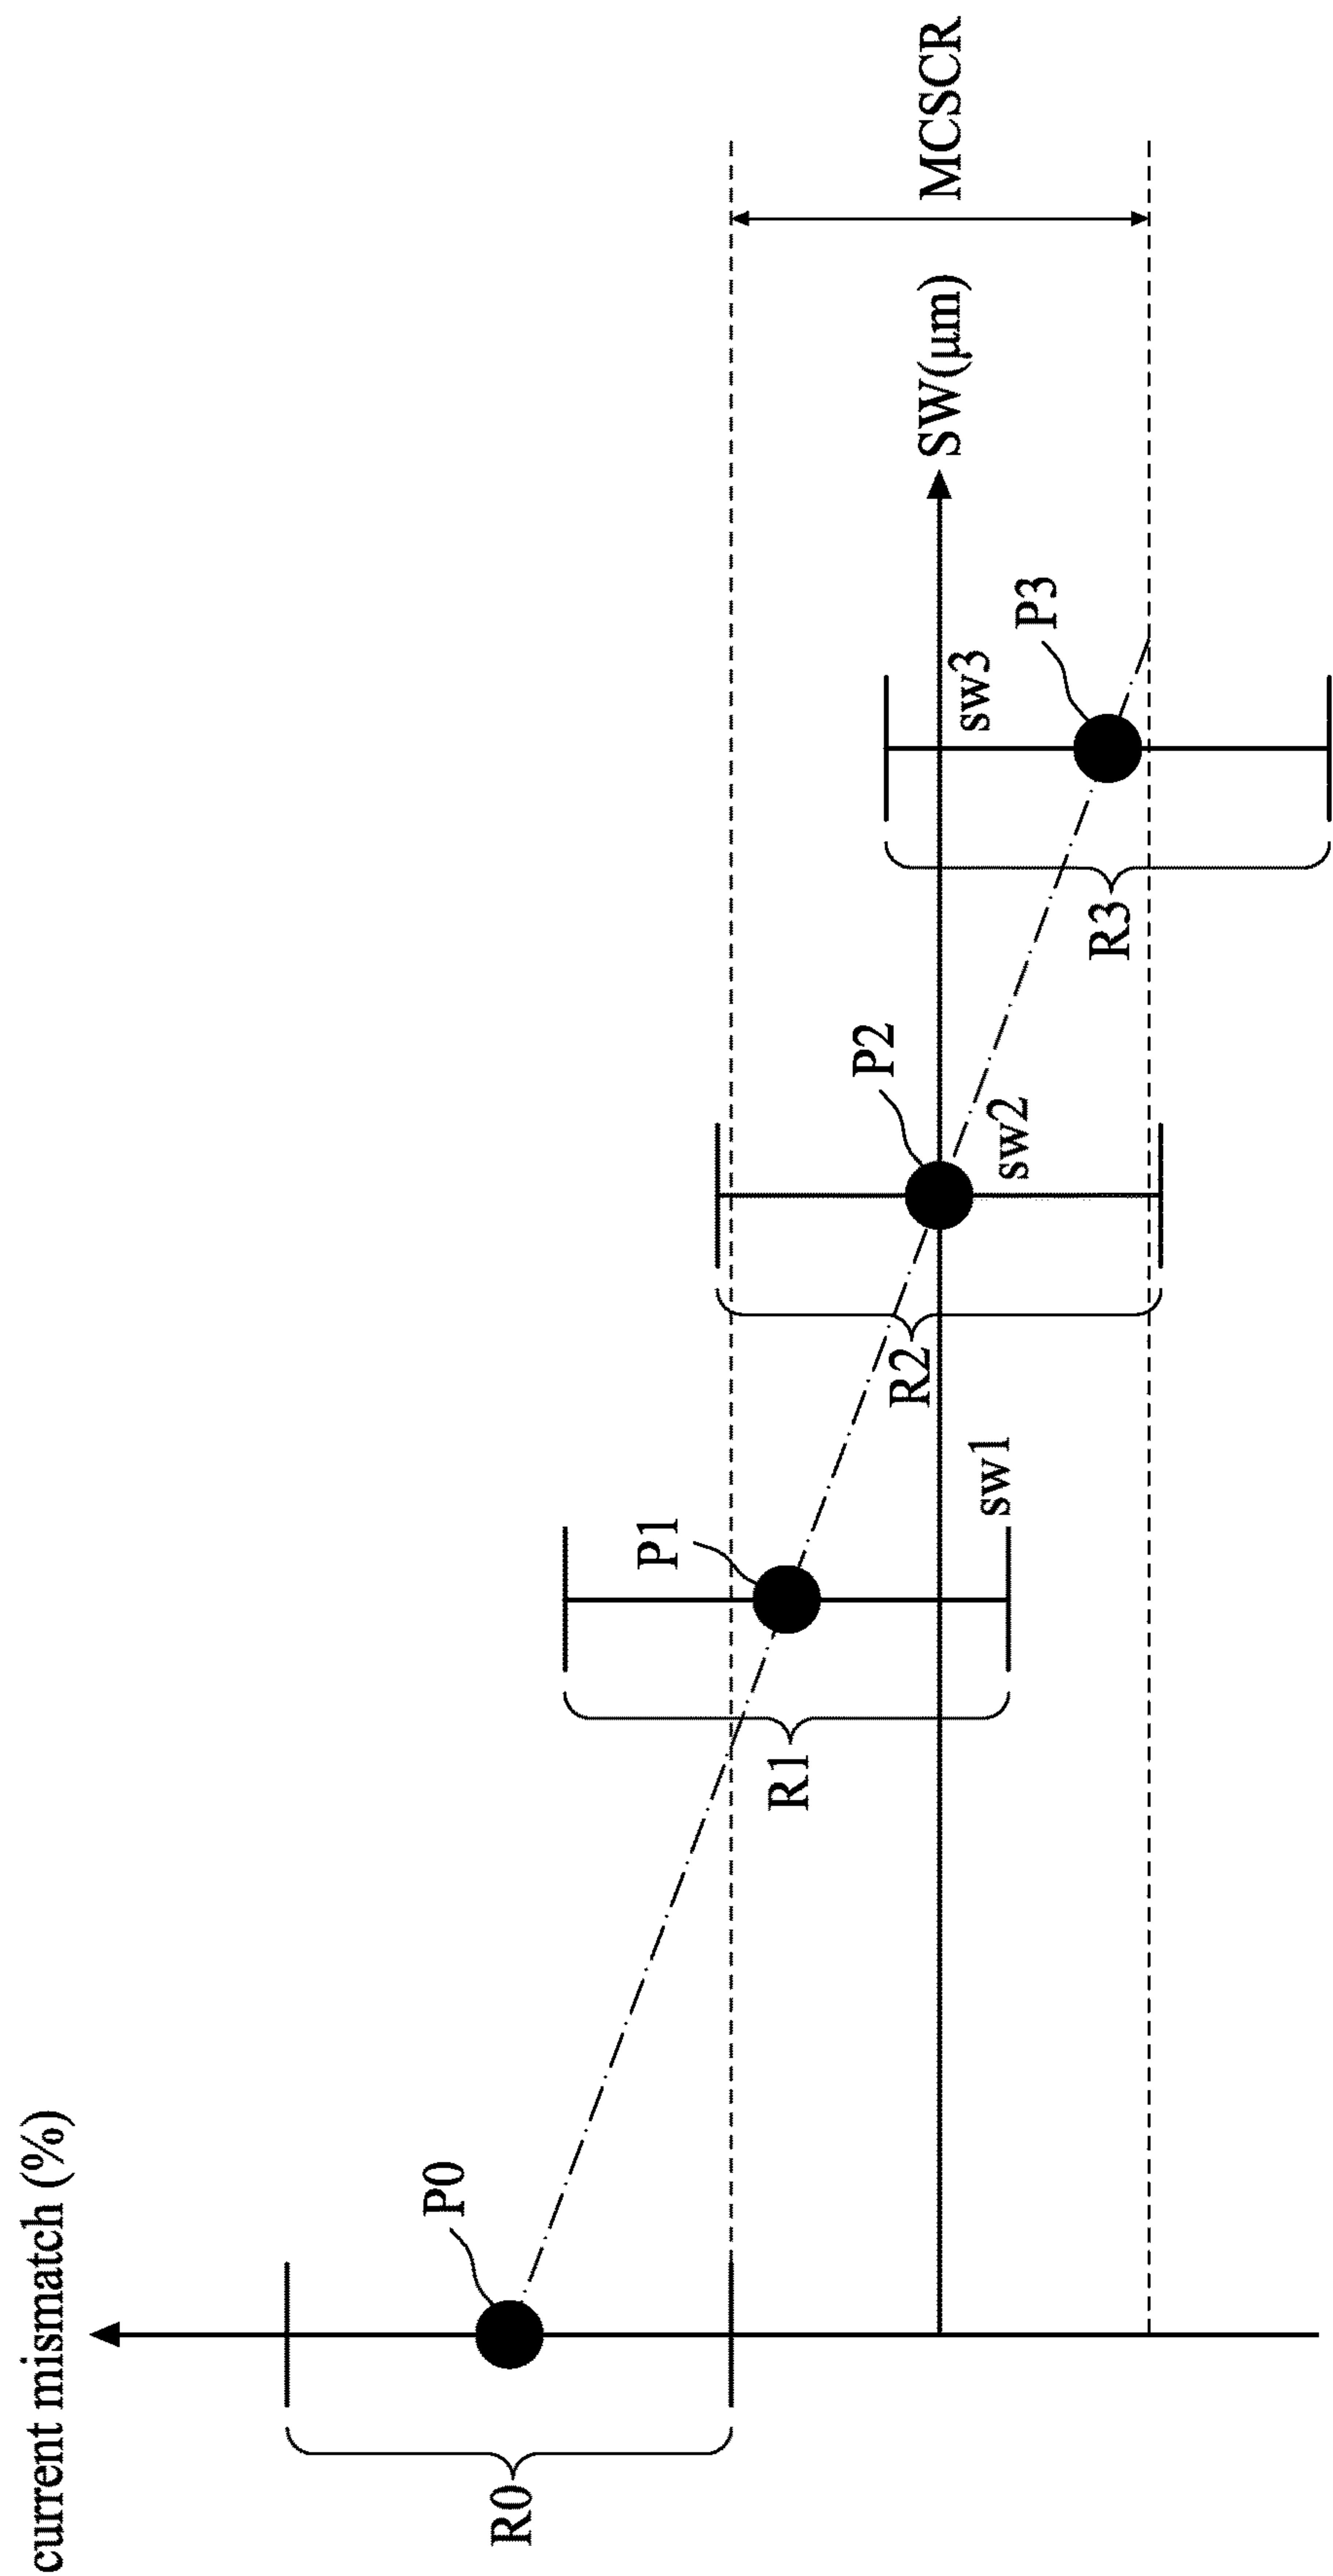 current mismatch (%)
R0
P0
R1
P1
sw1
R2
P2
sw2
R3
P3
sw3
SW(μm)
MCSCR